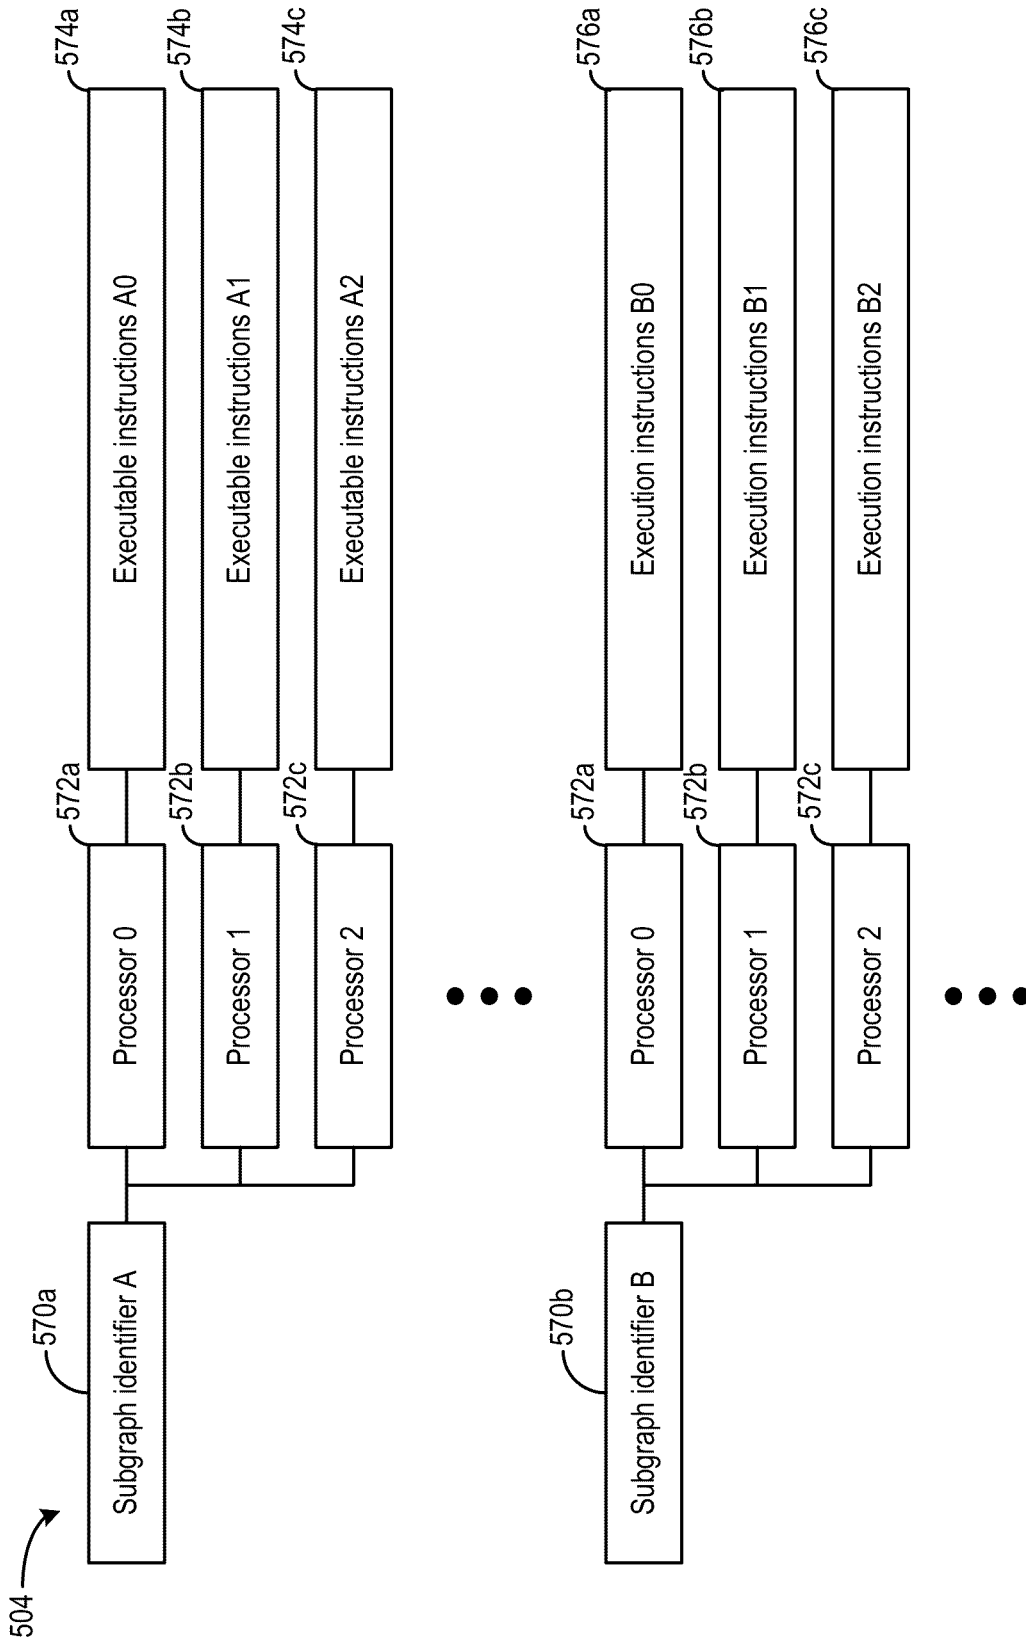 504
570a
Subgraph identifier A
572a
Processor 0
574a
Executable instructions A0
572b
Processor 1
574b
Executable instructions A1
572c
Processor 2
574c
Executable instructions A2
570b
Subgraph identifier B
572a
Processor 0
576a
Execution instructions B0
572b
Processor 1
576b
Execution instructions B1
572c
Processor 2
576c
Execution instructions B2